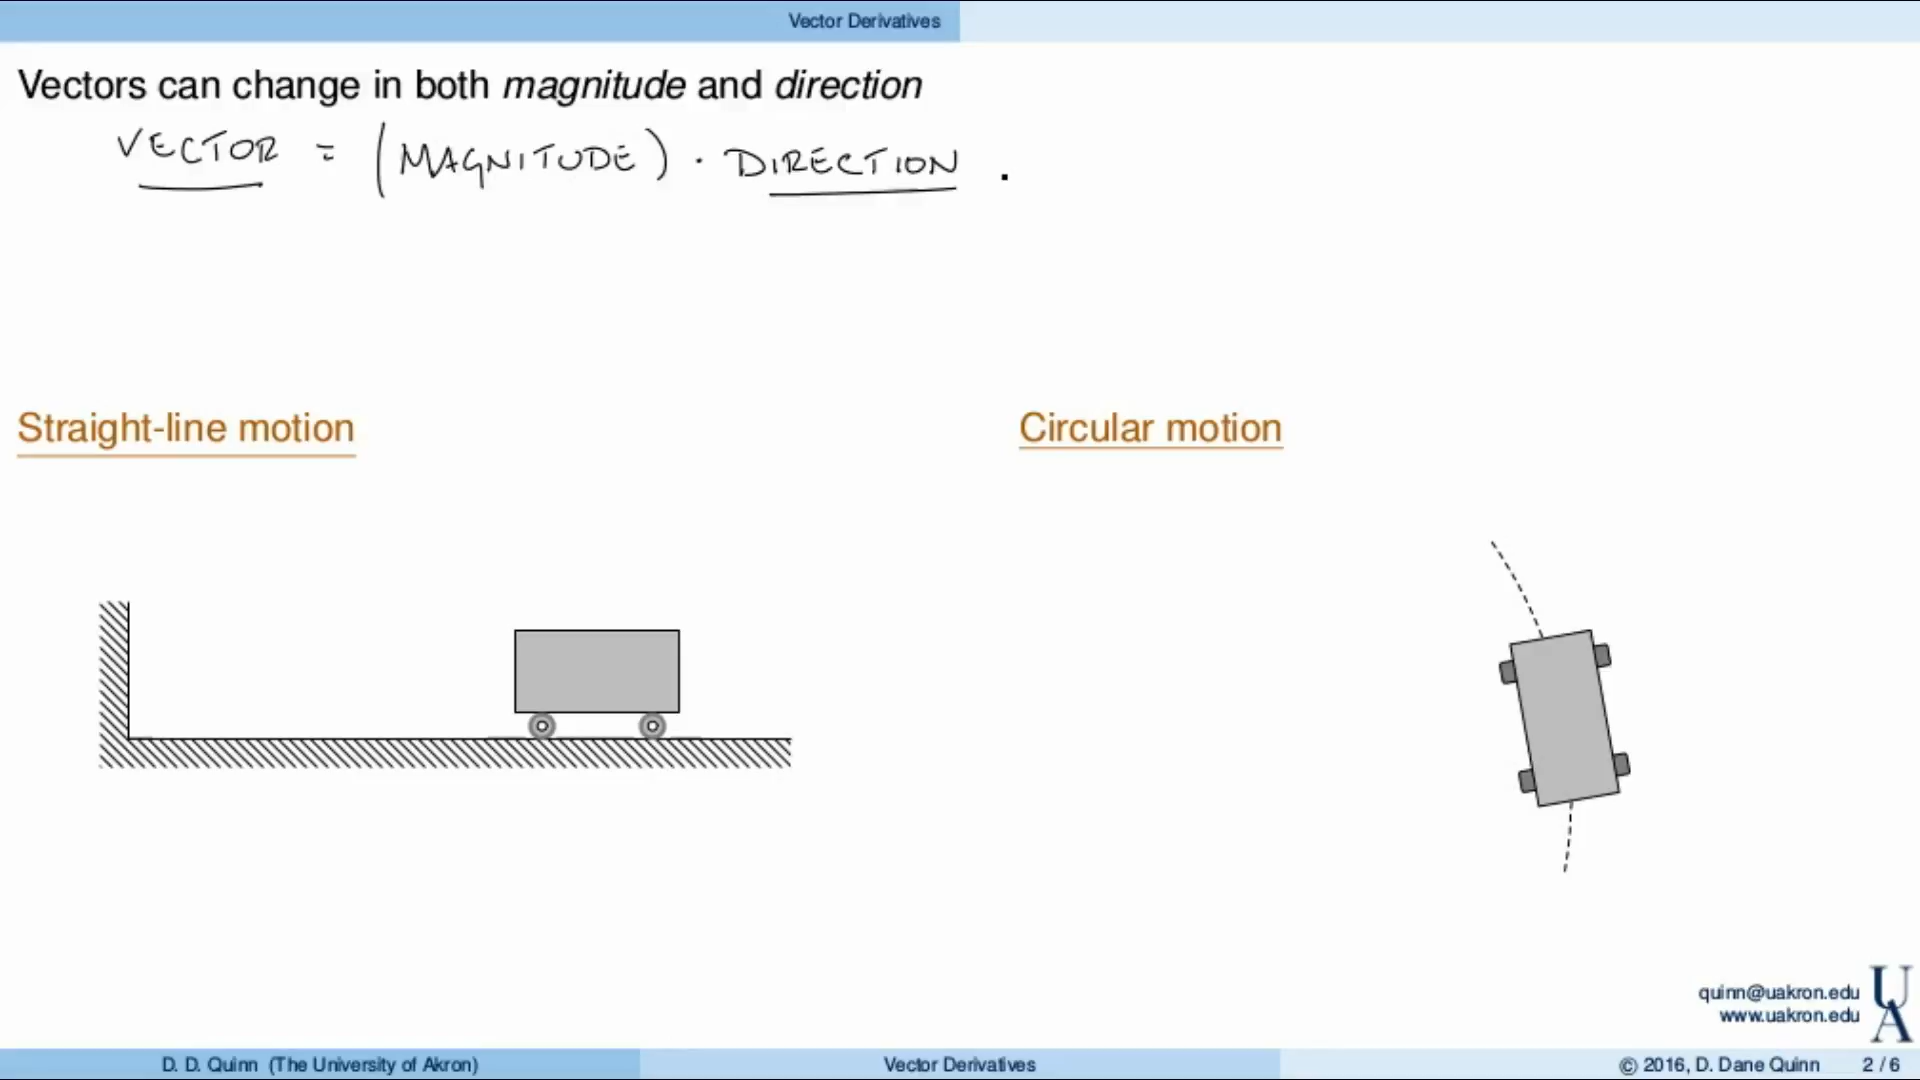 Vector Derivatives
Vectors can change in both magnitude and direction
VECTOR = (MAGNITUDE) · DIRECTION .
Straight-line motion
Circular motion
quinn@uakron.edu
www.uakron.edu
UA
D. D. Quinn (The University of Akron)
Vector Derivatives
© 2016, D. Dane Quinn 2 / 6